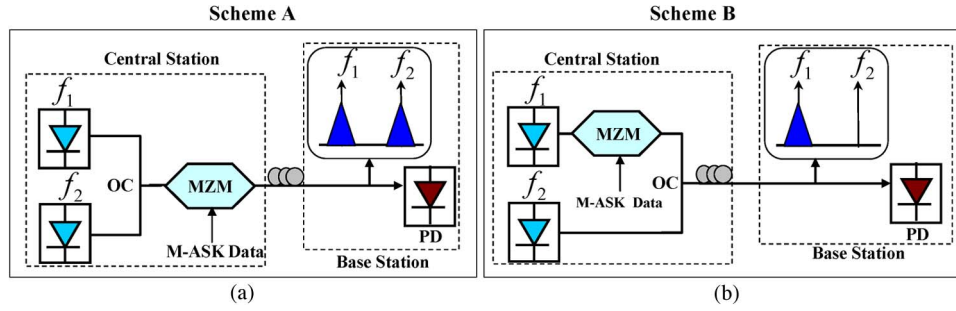 Scheme A
Central Station
f1
f2
OC
MZM
M-ASK Data
f1
f2
PD
Base Station
(a)
Scheme B
Central Station
f1
MZM
M-ASK Data
f2
OC
f1
f2
PD
Base Station
(b)